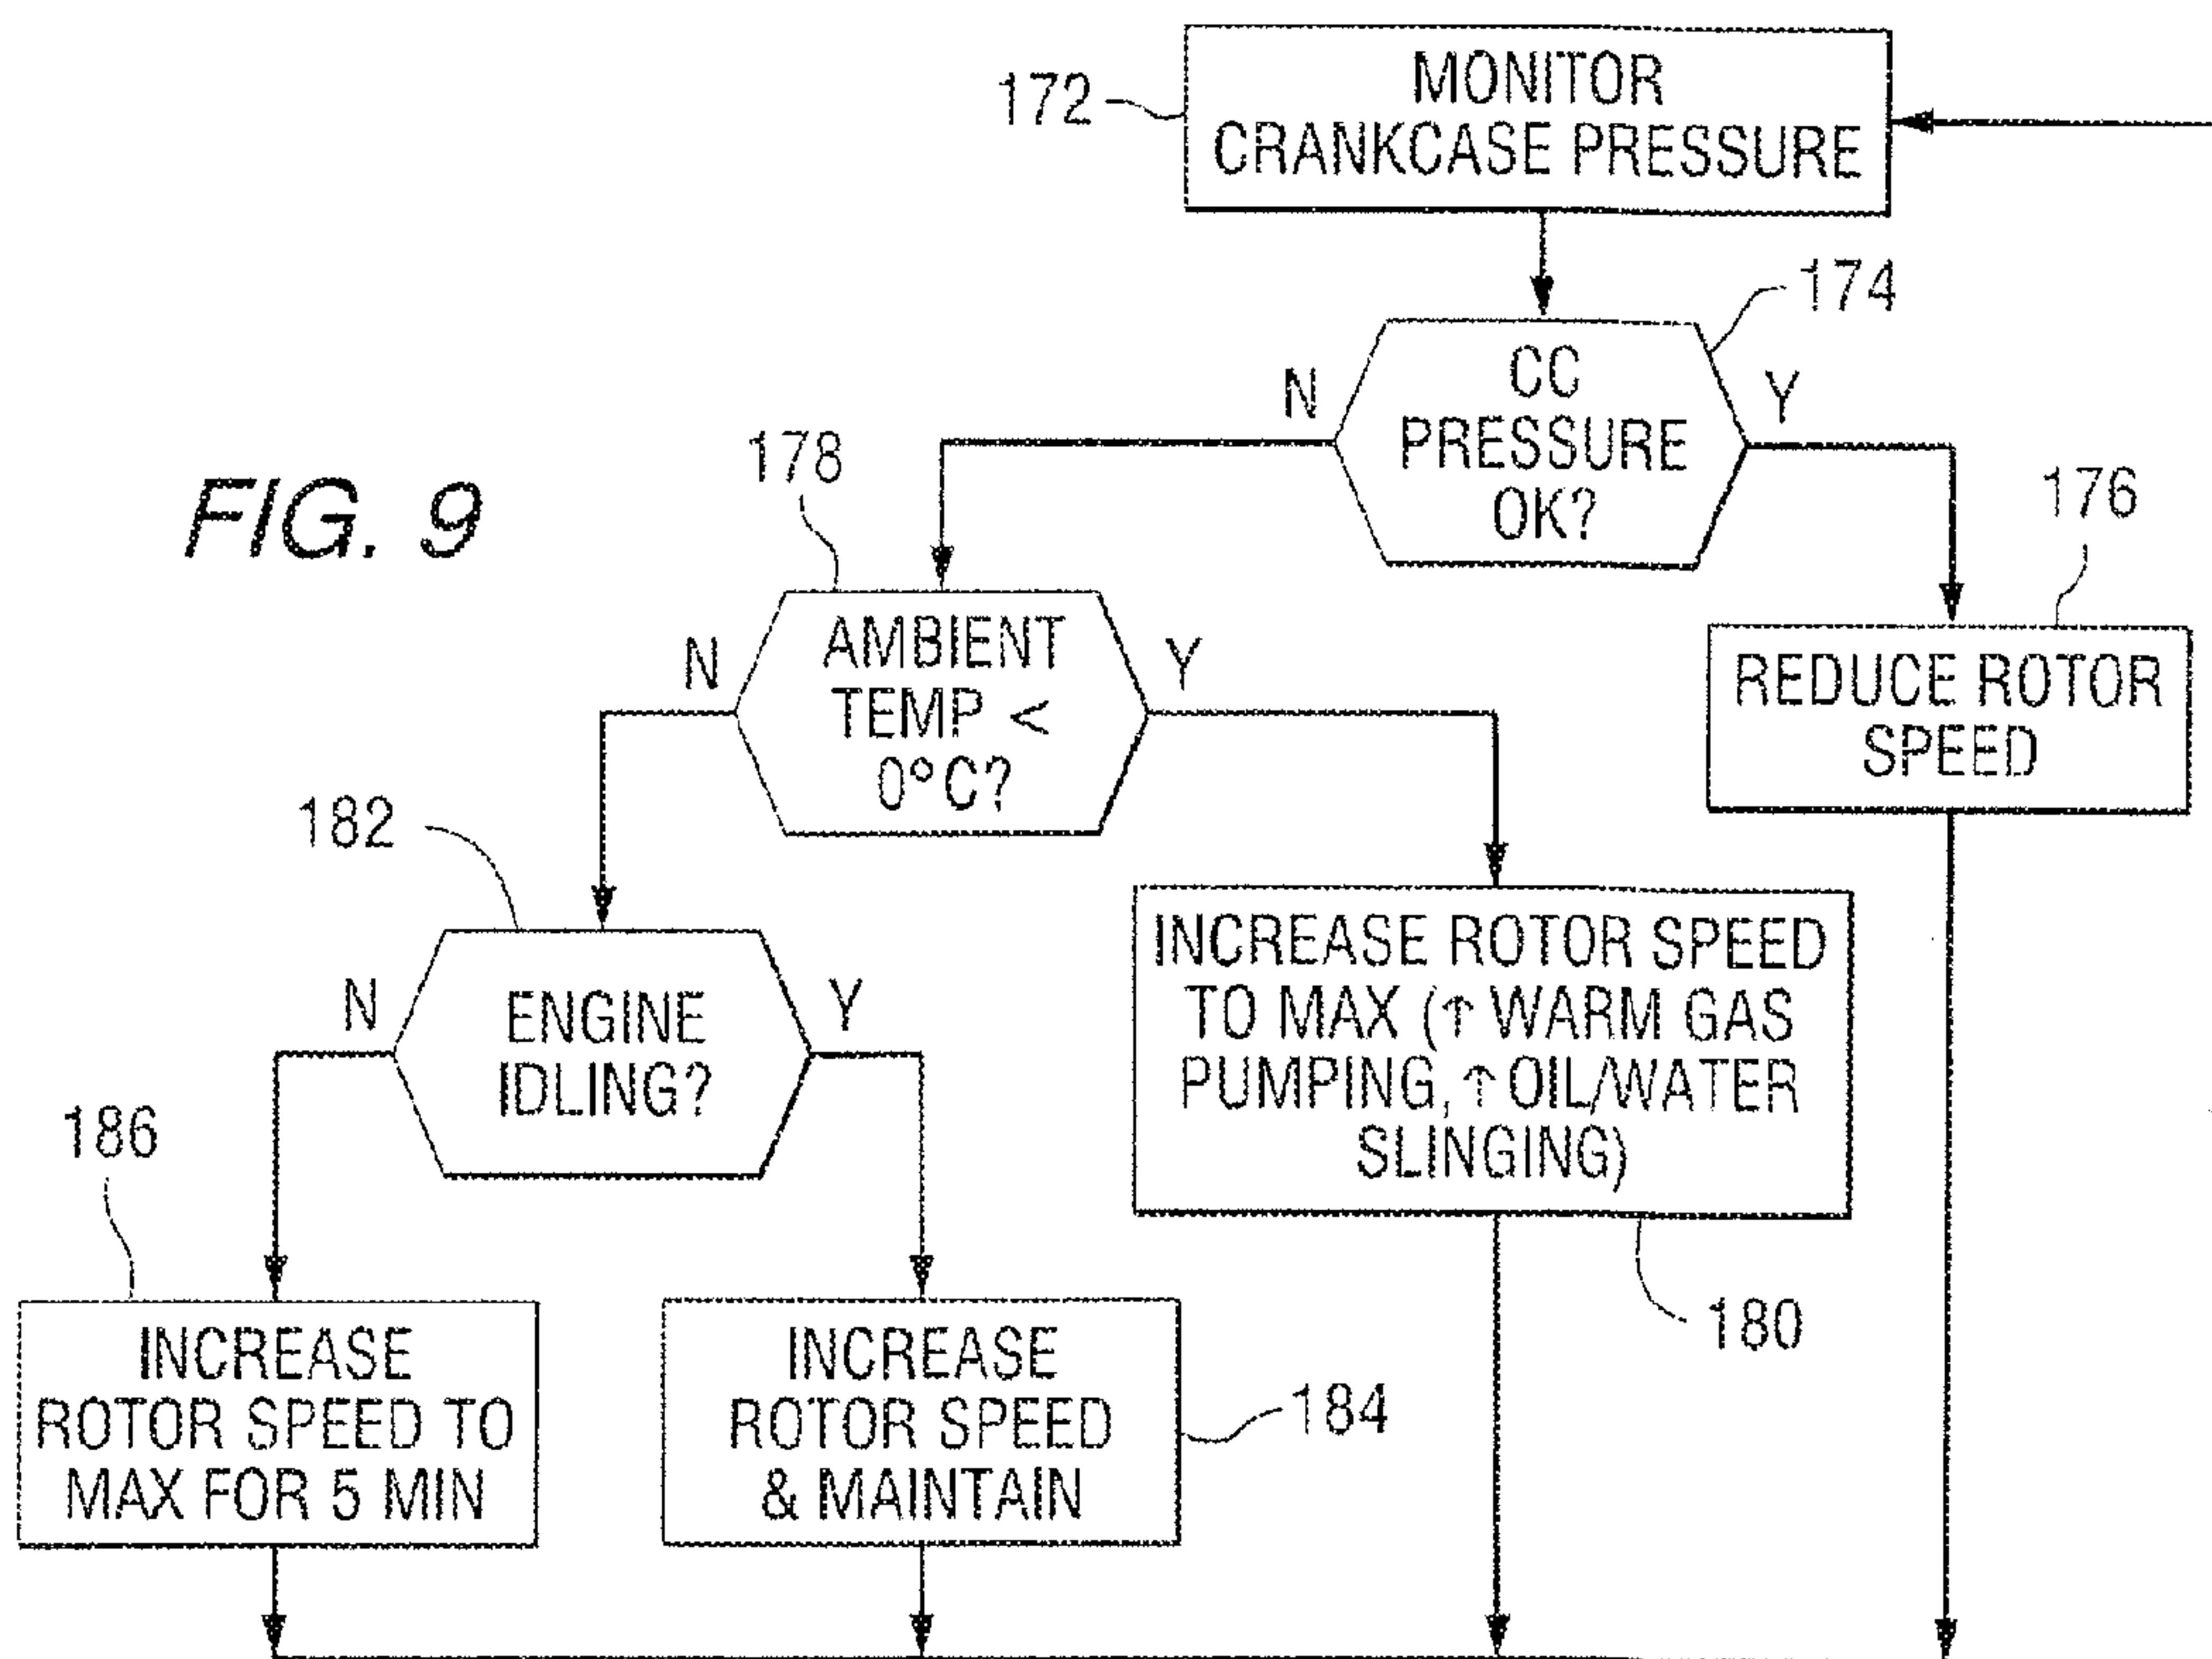 MONITOR
CRANKCASE PRESSURE
172
174
CC
PRESSURE
OK?
N
Y
FIG. 9
178
176
AMBIENT
TEMP <
0°C?
N
Y
REDUCE ROTOR
SPEED
182
ENGINE
IDLING?
N
Y
INCREASE ROTOR SPEED
TO MAX (↑ WARM GAS
PUMPING, ↑ OIL/WATER
SLINGING)
186
180
INCREASE
ROTOR SPEED TO
MAX FOR 5 MIN
INCREASE
ROTOR SPEED
& MAINTAIN
184